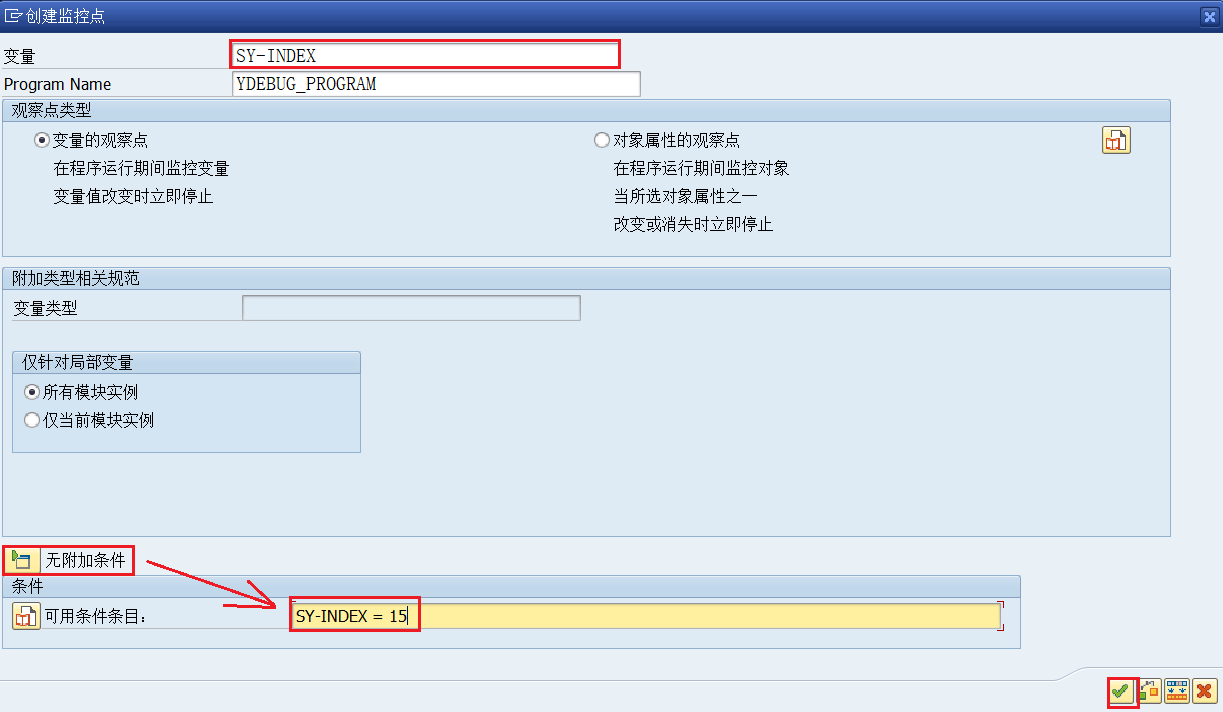 创建监控点
变量 SY-INDEX
Program Name YDEBUG_PROGRAM
观察点类型
变量的观察点 对象属性的观察点
在程序运行期间监控变量 在程序运行期间监控对象
变量值改变时立即停止 当所选对象属性之一
改变或消失时立即停止
附加类型相关规范
变量类型
仅针对局部变量
所有模块实例
仅当前模块实例
无附加条件
条件
可用条件条目: SY-INDEX = 15